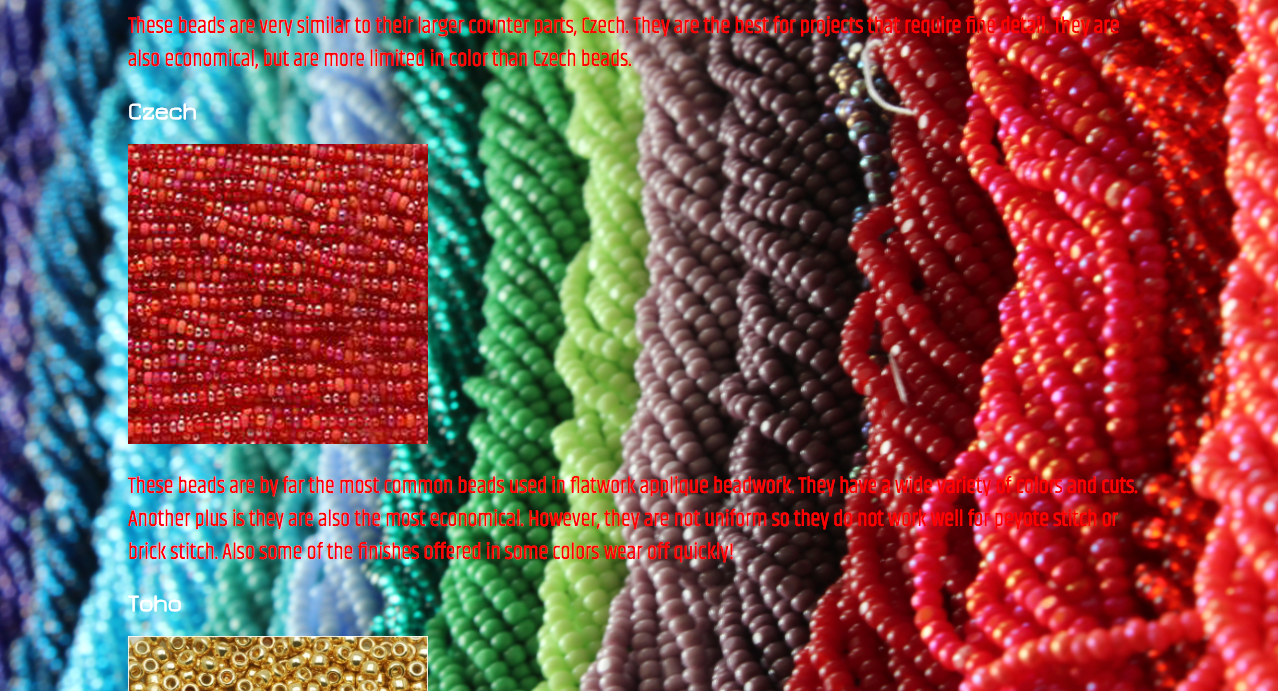 These beads are very similar to their larger counter parts, Czech. They are the best for projects that require fine detail. They are
also economical, but are more limited in color than Czech beads.
Czech
These beads are by far the most common beads used in flatwork applique beadwork. They have a wide variety of colors and cuts.
Another plus is they are also the most economical. However, they are not uniform so they do not work well for peyote stitch or
brick stitch. Also some of the finishes offered in some colors wear off quickly!
Toho